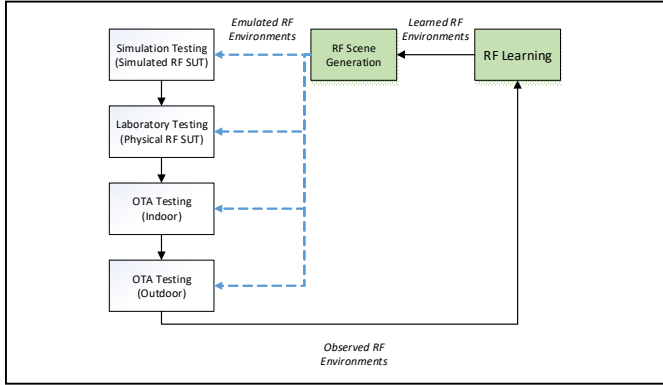 Emulated RF
Environments
Learned RF
Environments
Simulation Testing
(Simulated RF SUT)
RF Scene
Generation
RF Learning
Laboratory Testing
(Physical RF SUT)
OTA Testing
(Indoor)
OTA Testing
(Outdoor)
Observed RF
Environments